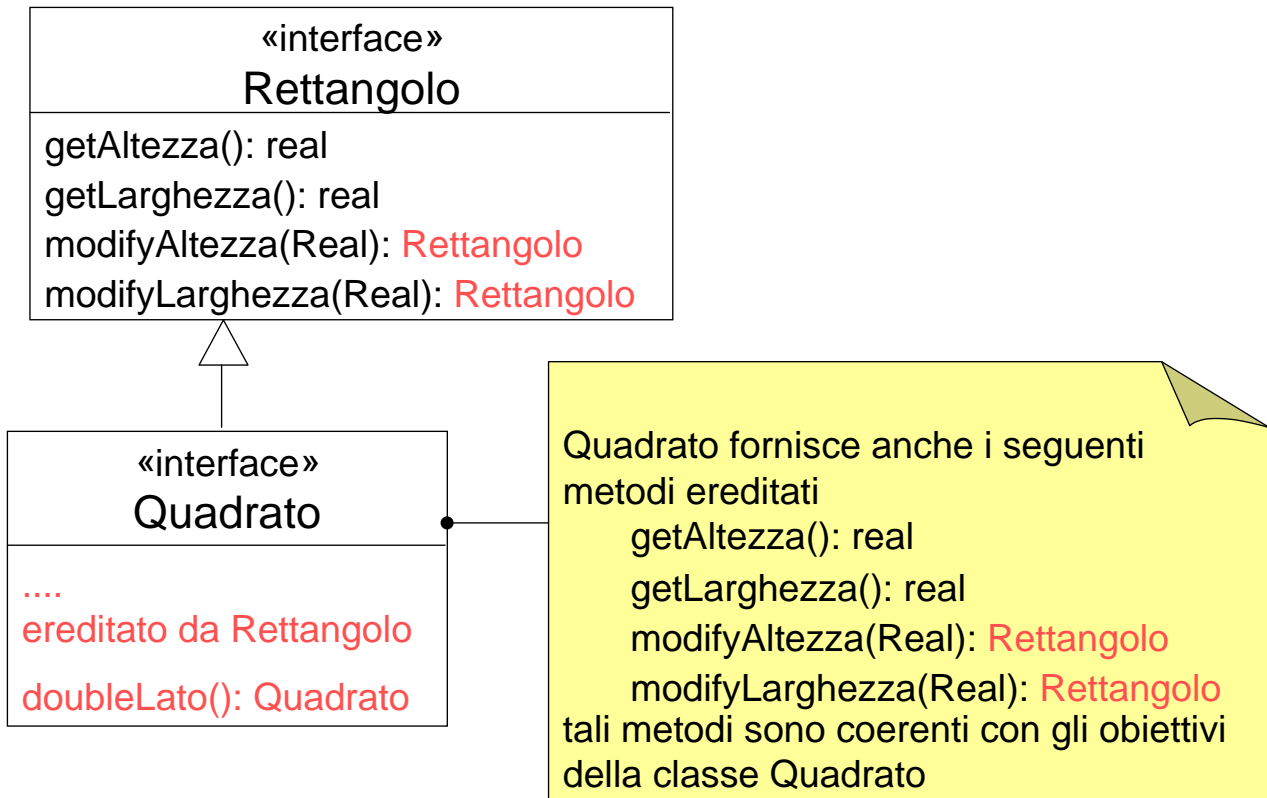 «interface»
Rettangolo
getAltezza(): real
getLarghezza(): real
modifyAltezza(Real): Rettangolo
modifyLarghezza(Real): Rettangolo
«interface»
Quadrato
....
ereditato da Rettangolo
doubleLato(): Quadrato
Quadrato fornisce anche i seguenti
metodi ereditati
getAltezza(): real
getLarghezza(): real
modifyAltezza(Real): Rettangolo
modifyLarghezza(Real): Rettangolo
tali metodi sono coerenti con gli obiettivi
della classe Quadrato